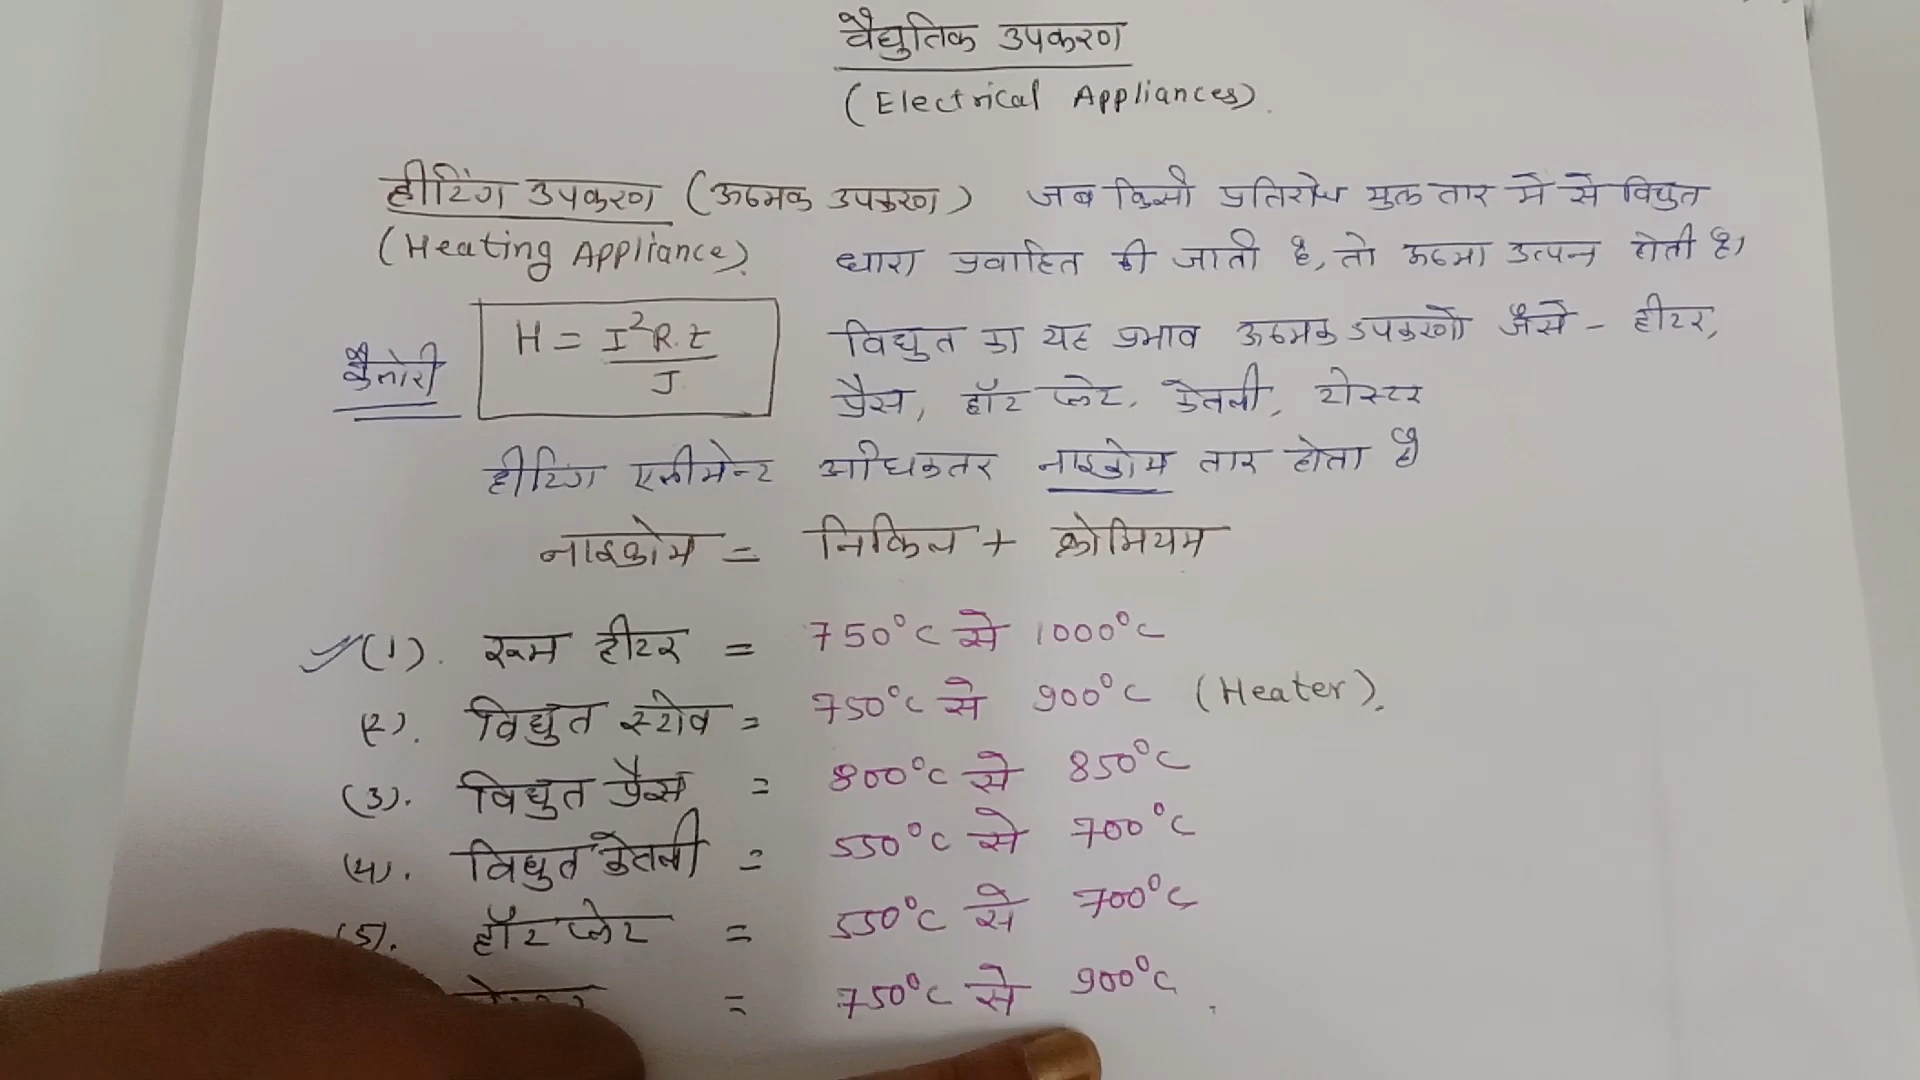 वैद्युतिक उपकरण
(Electrical Appliances).
हीटिंग उपकरण (ऊष्मक उपकरण) जब किसी प्रतिरोध युक्त तार में से विद्युत
(Heating Appliance). धारा प्रवाहित की जाती है, तो ऊष्मा उत्पन्न होती है।
कैलोरी H = I²R.t / J. विद्युत का यह प्रभाव ऊष्मक उपकरणों जैसे - हीटर,
प्रैस, हॉट प्लेट, केतली, टोस्टर
हीटिंग एलीमेन्ट अधिकतर नाइक्रोम तार होता है
नाइक्रोम = निकिल + क्रोमियम
(1). रूम हीटर = 750°C से 1000°C
(2). विद्युत स्टोव = 750°C से 900°C (Heater).
(3). विद्युत प्रैस = 800°C से 850°C
(4). विद्युत केतली = 550°C से 700°C
(5). हॉट प्लेट = 550°C से 700°C
= 750°C से 900°C.